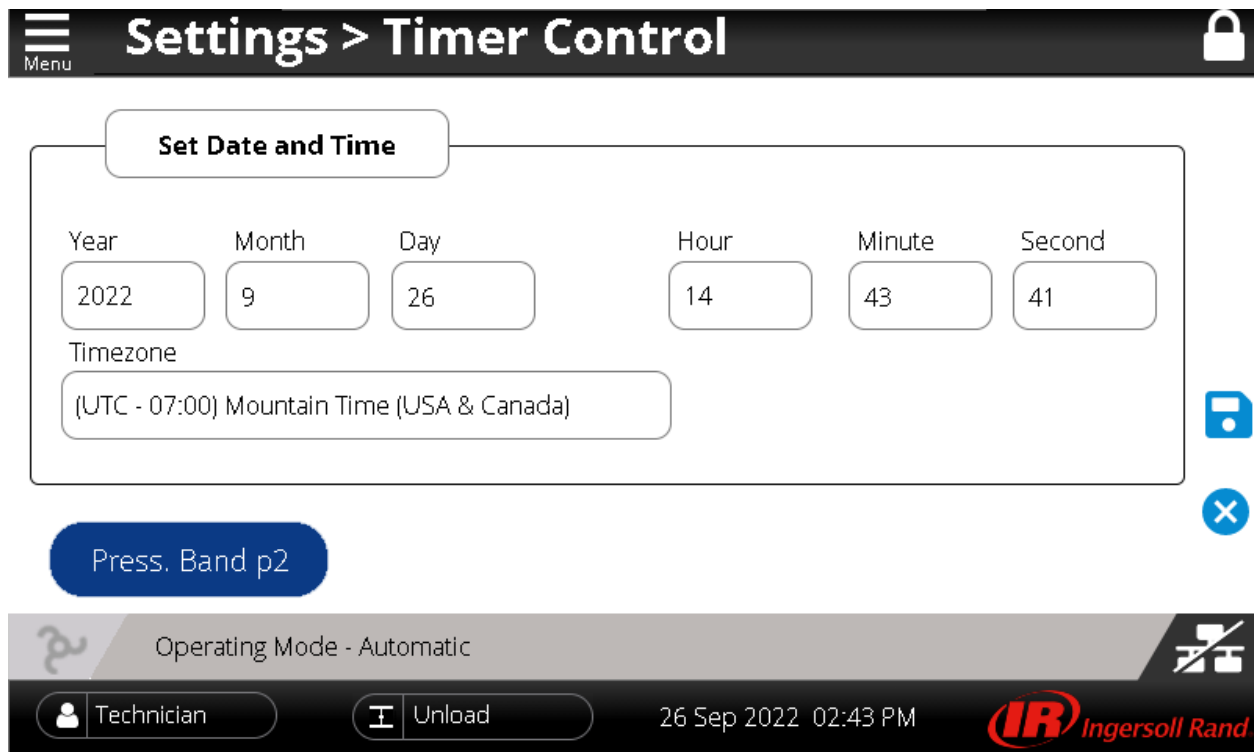 Settings > Timer Control
Menu
Set Date and Time
Year Month Day Hour Minute Second
2022 9 26 14 43 41
Timezone
(UTC - 07:00) Mountain Time (USA & Canada)
Press. Band p2
Operating Mode - Automatic
Technician Unload 26 Sep 2022 02:43 PM IR Ingersoll Rand